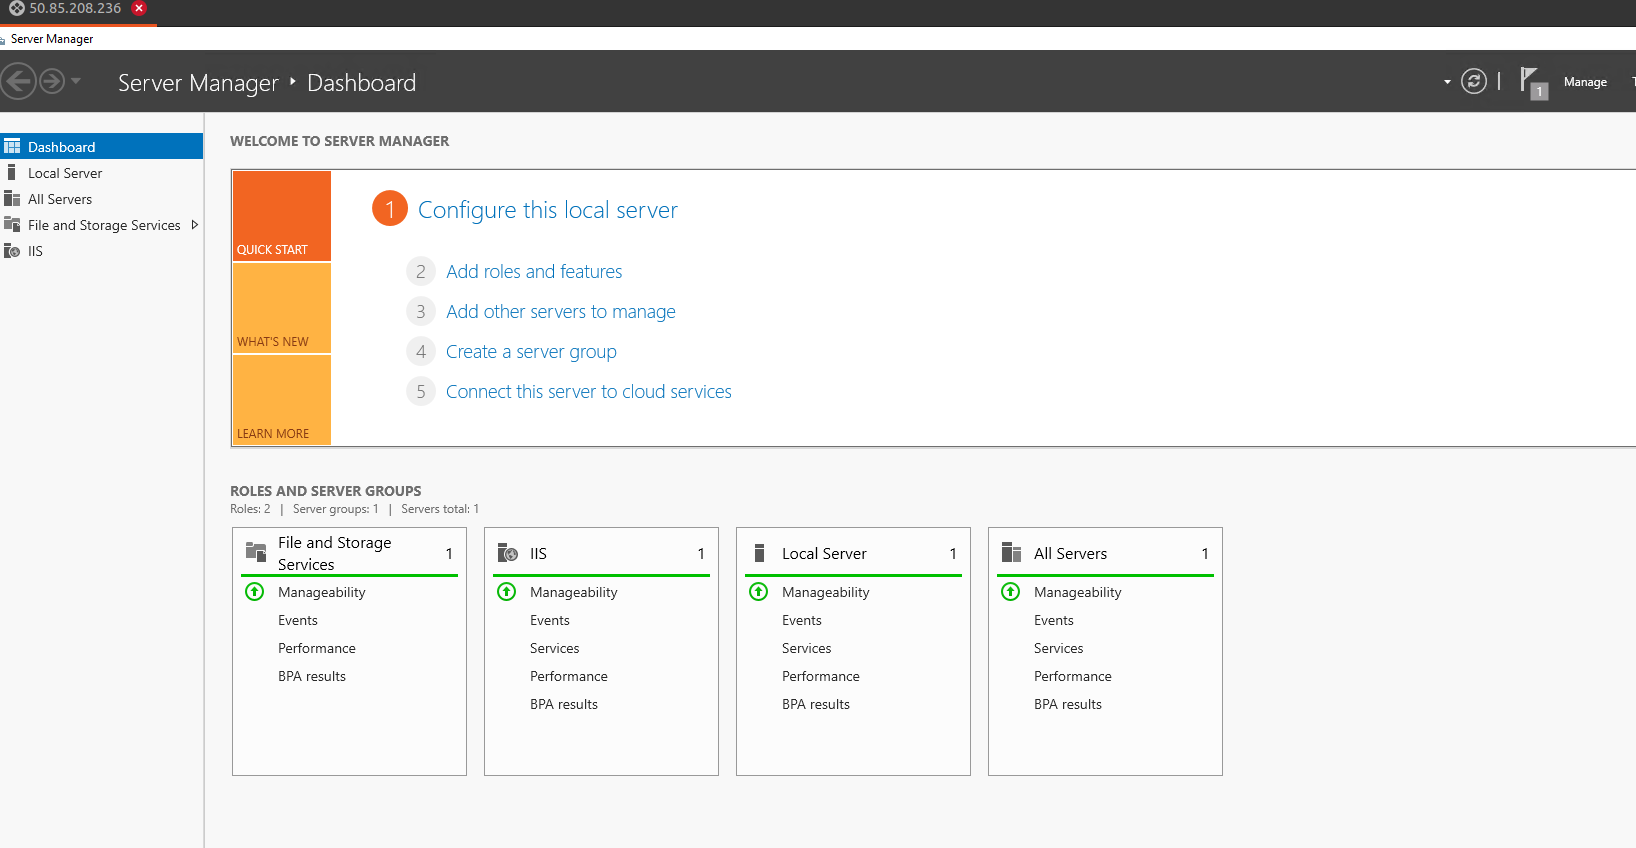 50.85.208.236
Server Manager
Server Manager Dashboard
1
Manage
Dashboard
Local Server
All Servers
File and Storage Services
IIS
WELCOME TO SERVER MANAGER
QUICK START
WHAT'S NEW
LEARN MORE
1 Configure this local server
2 Add roles and features
3 Add other servers to manage
4 Create a server group
5 Connect this server to cloud services
ROLES AND SERVER GROUPS
Roles: 2 | Server groups: 1 | Servers total: 1
File and Storage
Services
1
Manageability
Events
Performance
BPA results
IIS 1
Manageability
Events
Services
Performance
BPA results
Local Server 1
Manageability
Events
Services
Performance
BPA results
All Servers 1
Manageability
Events
Services
Performance
BPA results